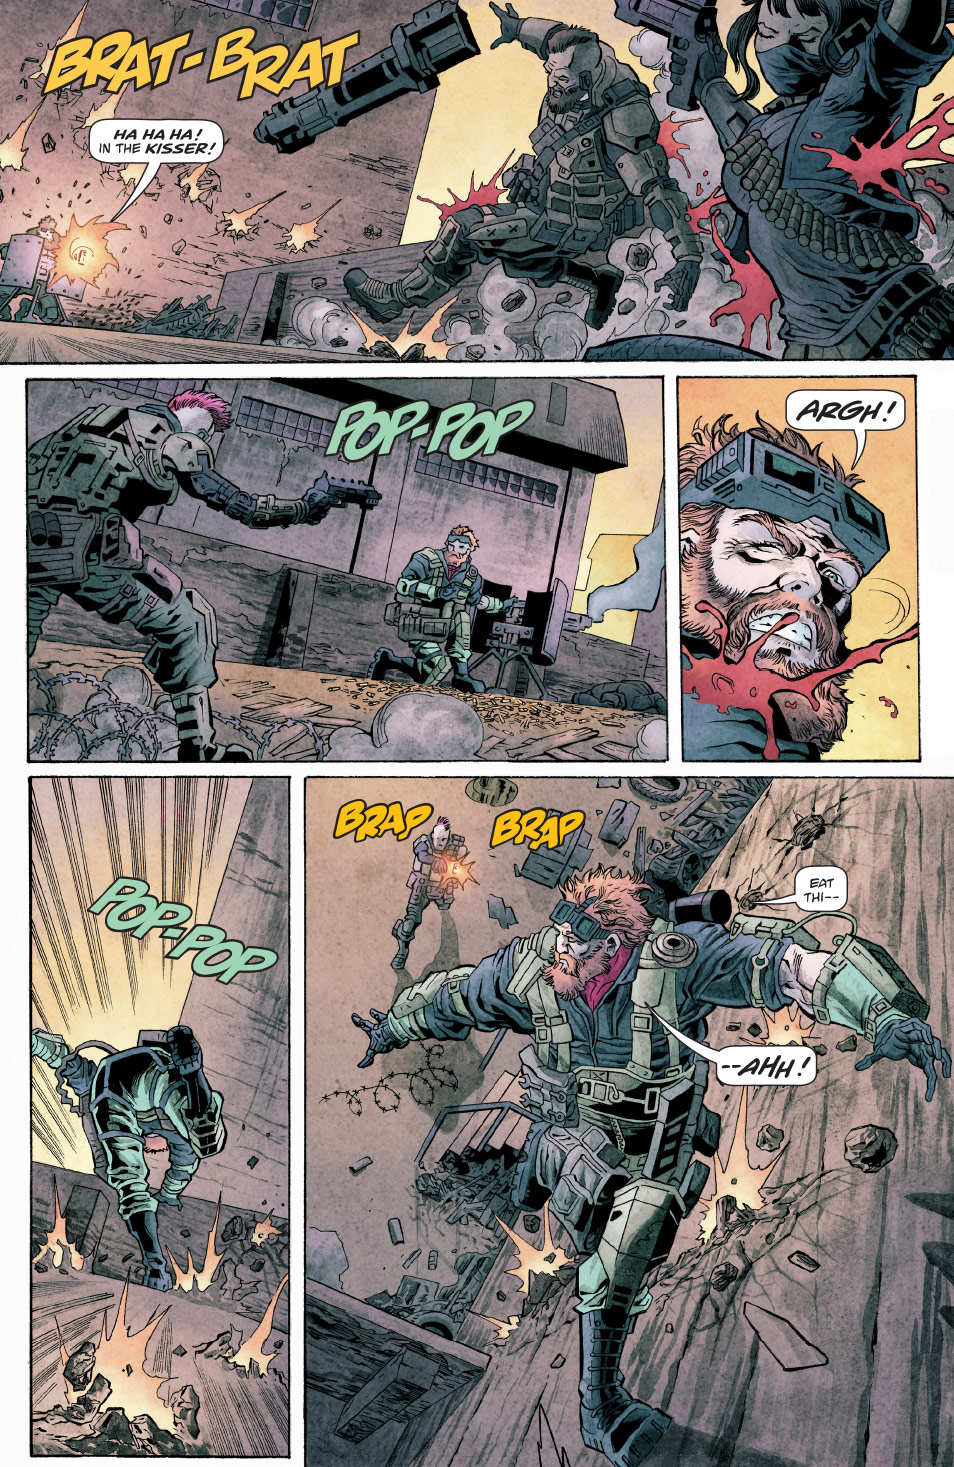 BRAT-BRAT
HA HA HA!
IN THE KISSER!
POP-POP
ARGH!
POP-POP
BRAP
BRAP
EAT
THI--
--AHH!